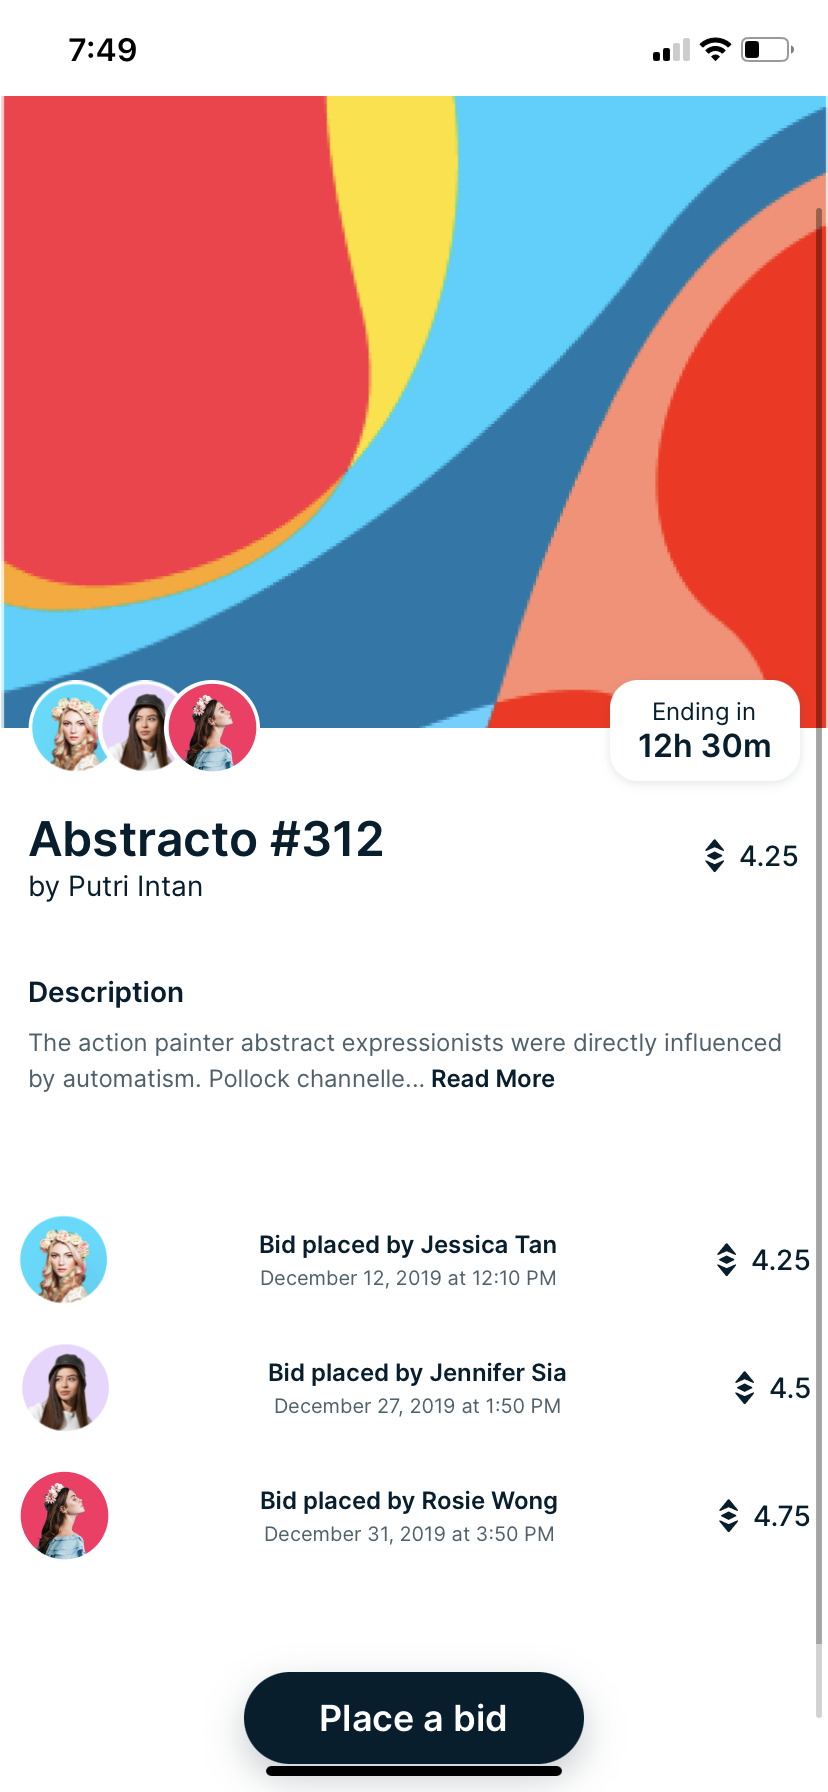 7:49
Ending in
12h 30m
Abstracto #312
by Putri Intan
4.25
Description
The action painter abstract expressionists were directly influenced
by automatism. Pollock channelle... Read More
Bid placed by Jessica Tan
December 12, 2019 at 12:10 PM
4.25
Bid placed by Jennifer Sia
December 27, 2019 at 1:50 PM
4.5
Bid placed by Rosie Wong
December 31, 2019 at 3:50 PM
4.75
Place a bid